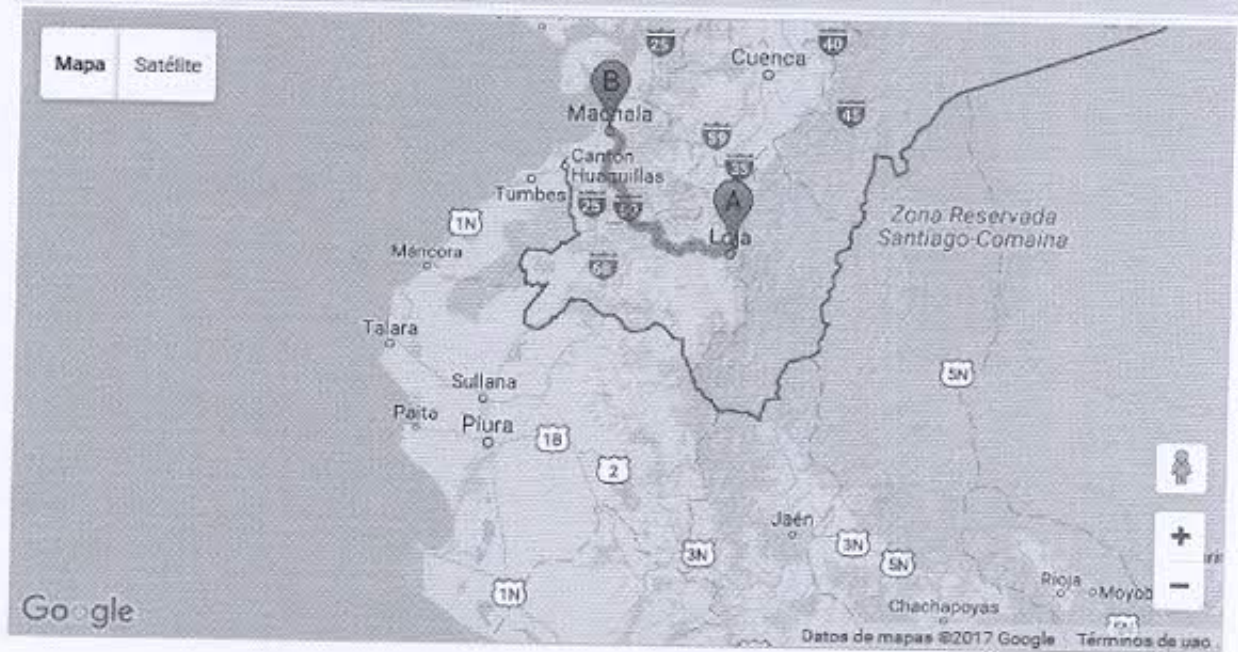 Mapa Satélite
25
Cuenca
40
B
Machala
45
59
Cantón
Huaquillas
35
Tumbes
25
50
A
1N
Loja
Zona Reservada
Santiago-Comaina
Máncora
68
Talara
5N
Sullana
Paita
Piura
1B
2
Jaén
3N
3N
5N
1N
Rioja
Moyob
Chachapoyas
+
−
Google
Datos de mapas ©2017 Google Términos de uso